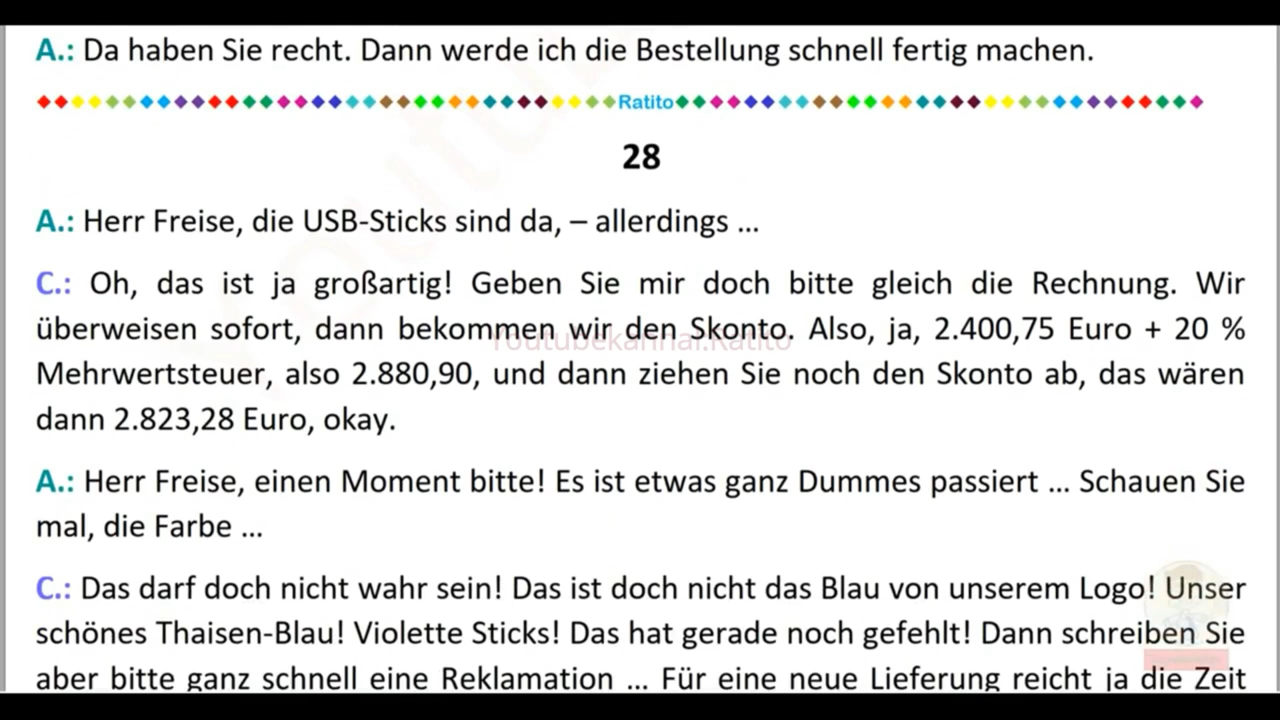 A.: Da haben Sie recht. Dann werde ich die Bestellung schnell fertig machen.
Ratito
28
A.: Herr Freise, die USB-Sticks sind da, – allerdings ...
C.: Oh, das ist ja großartig! Geben Sie mir doch bitte gleich die Rechnung. Wir
überweisen sofort, dann bekommen wir den Skonto. Also, ja, 2.400,75 Euro + 20 %
Youtubekannal.Ratito
Mehrwertsteuer, also 2.880,90, und dann ziehen Sie noch den Skonto ab, das wären
dann 2.823,28 Euro, okay.
A.: Herr Freise, einen Moment bitte! Es ist etwas ganz Dummes passiert ... Schauen Sie
mal, die Farbe ...
C.: Das darf doch nicht wahr sein! Das ist doch nicht das Blau von unserem Logo! Unser
schönes Thaisen-Blau! Violette Sticks! Das hat gerade noch gefehlt! Dann schreiben Sie
aber bitte ganz schnell eine Reklamation ... Für eine neue Lieferung reicht ja die Zeit